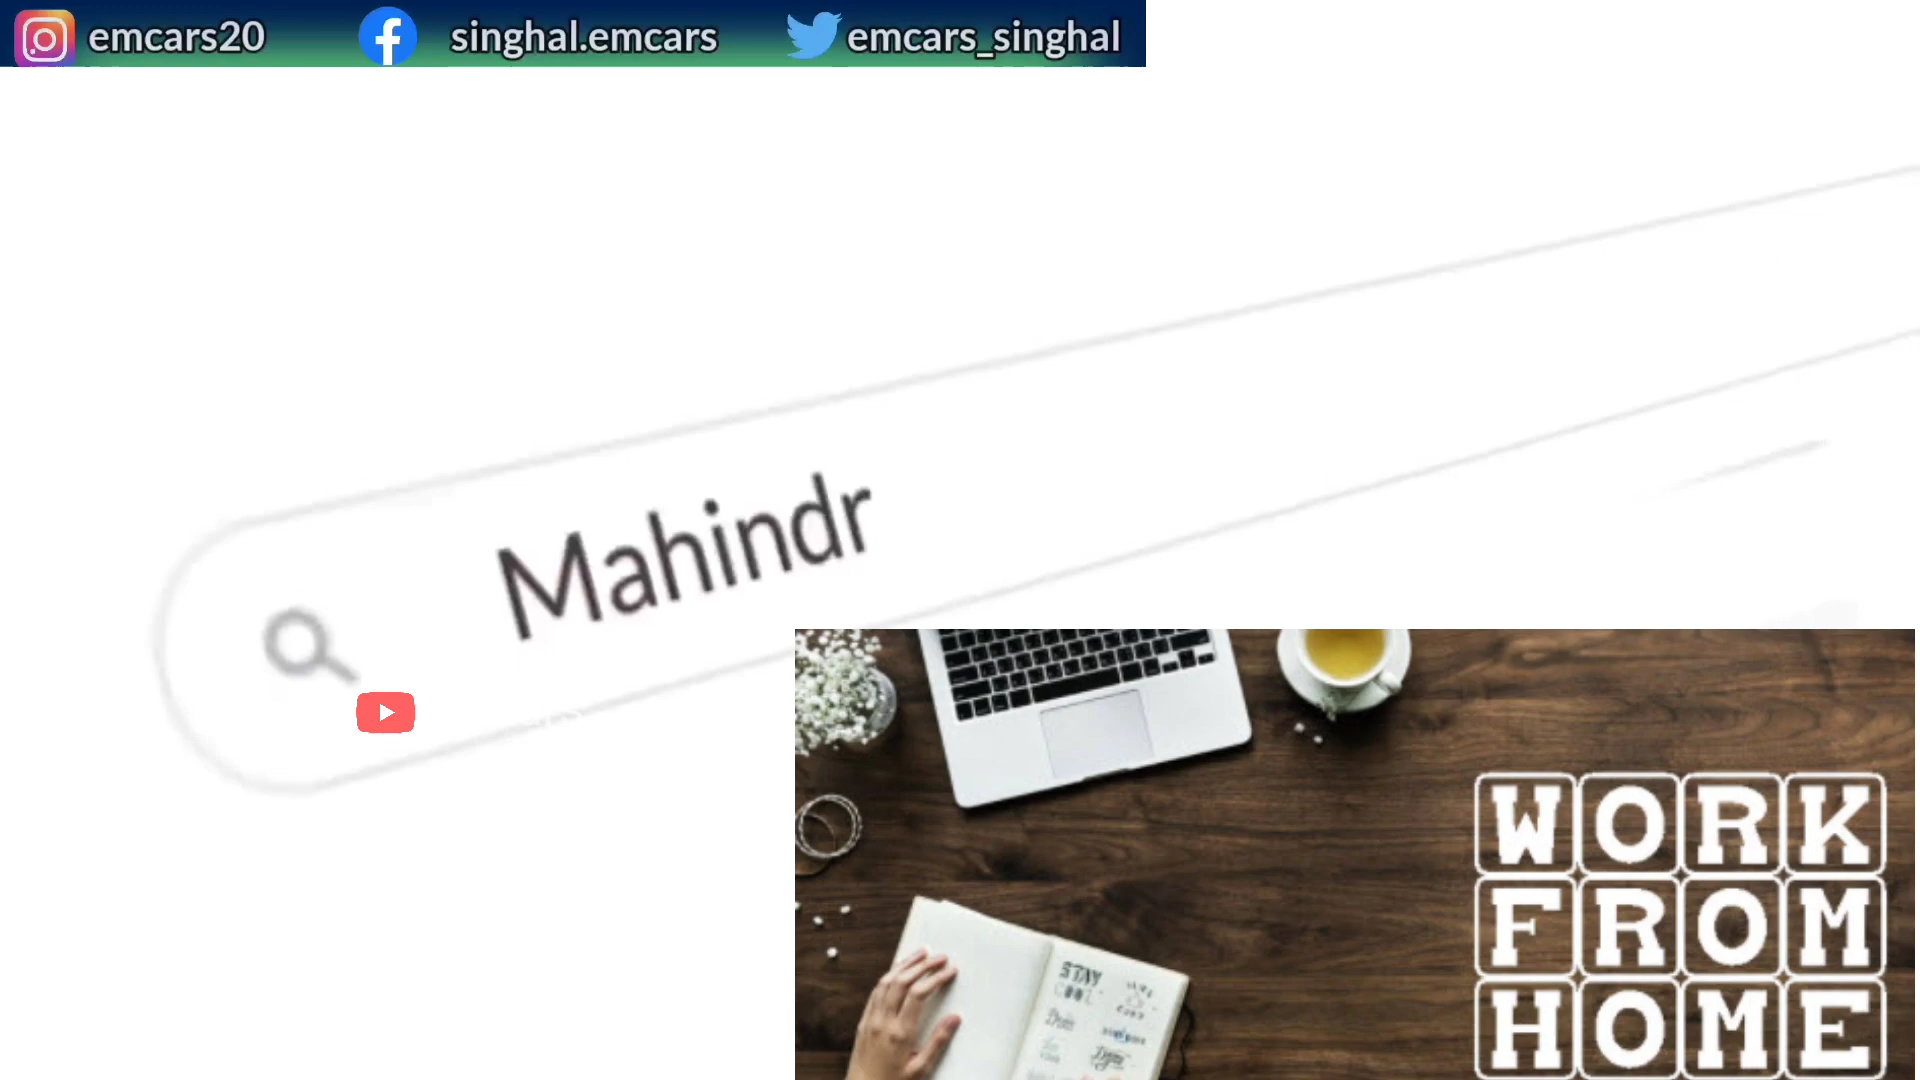 emcars20 singhal.emcars emcars_singhal
Mahindr
WORK
FROM
HOME
STAY
COOL